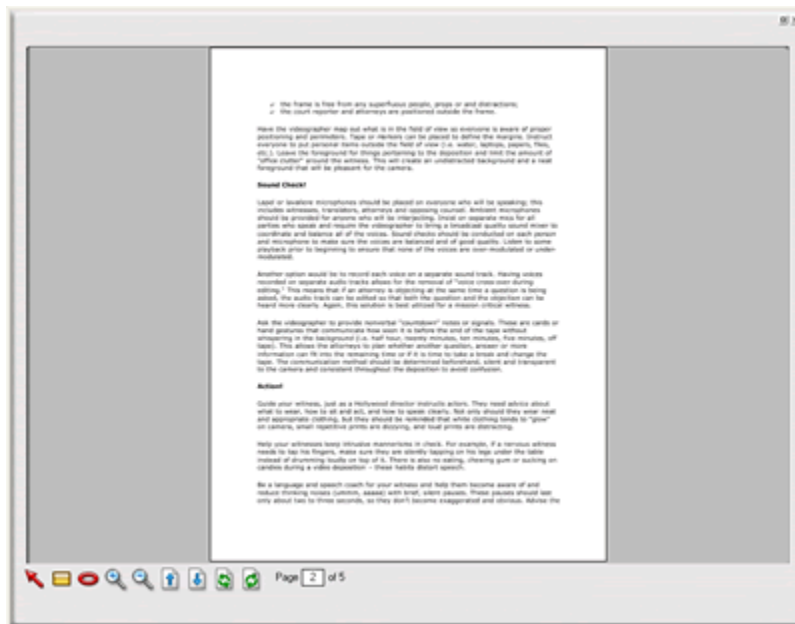 ✓ the frame is free from any superfluous people, props or and distractions;
✓ the court reporter and attorneys are positioned outside the frame.
Have the videographer map out what is in the field of view so everyone is aware of proper
positioning and perimeters. Tape or markers can be placed to define the margins. Instruct
everyone to put personal items outside the field of view (i.e. water, laptops, papers, files,
etc.). Leave the foreground for things pertaining to the deposition and limit the amount of
"office clutter" around the witness. This will create an undistracted background and a neat
foreground that will be pleasant for the camera.
Sound Check!
Lapel or lavaliere microphones should be placed on everyone who will be speaking; this
includes witnesses, translators, attorneys and opposing counsel. Ambient microphones
should be provided for anyone who will be interjecting. Insist on separate mics for all
parties who speak and require the videographer to bring a broadcast quality sound mixer to
coordinate and balance all of the voices. Sound checks should be conducted on each person
and microphone to make sure the voices are balanced and of good quality. Listen to some
playback prior to beginning to ensure that none of the voices are over-modulated or under-
modulated.
Another option would be to record each voice on a separate sound track. Having voices
recorded on separate audio tracks allows for the removal of "voice cross-over during
editing." This means that if an attorney is objecting at the same time a question is being
asked, the audio track can be edited so that both the question and the objection can be
heard more clearly. Again, this solution is best utilized for a mission critical witness.
Ask the videographer to provide nonverbal "countdown" notes or signals. These are cards or
hand gestures that communicate how soon it is before the end of the tape without
whispering in the background (i.e. half hour, twenty minutes, ten minutes, five minutes, off
tape). This allows the attorneys to plan whether another question, answer or more
information can fit into the remaining time or if it is time to take a break and change the
tape. The communication method should be determined beforehand, silent and transparent
to the camera and consistent throughout the deposition to avoid confusion.
Action!
Guide your witness, just as a Hollywood director instructs actors. They need advice about
what to wear, how to sit and act, and how to speak clearly. Not only should they wear neat
and appropriate clothing, but they should be reminded that white clothing tends to "glow"
on camera, small repetitive prints are dizzying, and loud prints are distracting.
Help your witnesses keep intrusive mannerisms in check. For example, if a nervous witness
needs to tap his fingers, make sure they are silently tapping on his legs under the table
instead of drumming loudly on top of it. There is also no eating, chewing gum or sucking on
candies during a video deposition – these habits distort speech.
Be a language and speech coach for your witness and help them become aware of and
reduce thinking noises (ummm, aaaaa) with brief, silent pauses. These pauses should last
only about two to three seconds, so they don't become exaggerated and obvious. Advise the
Page 2 of 5